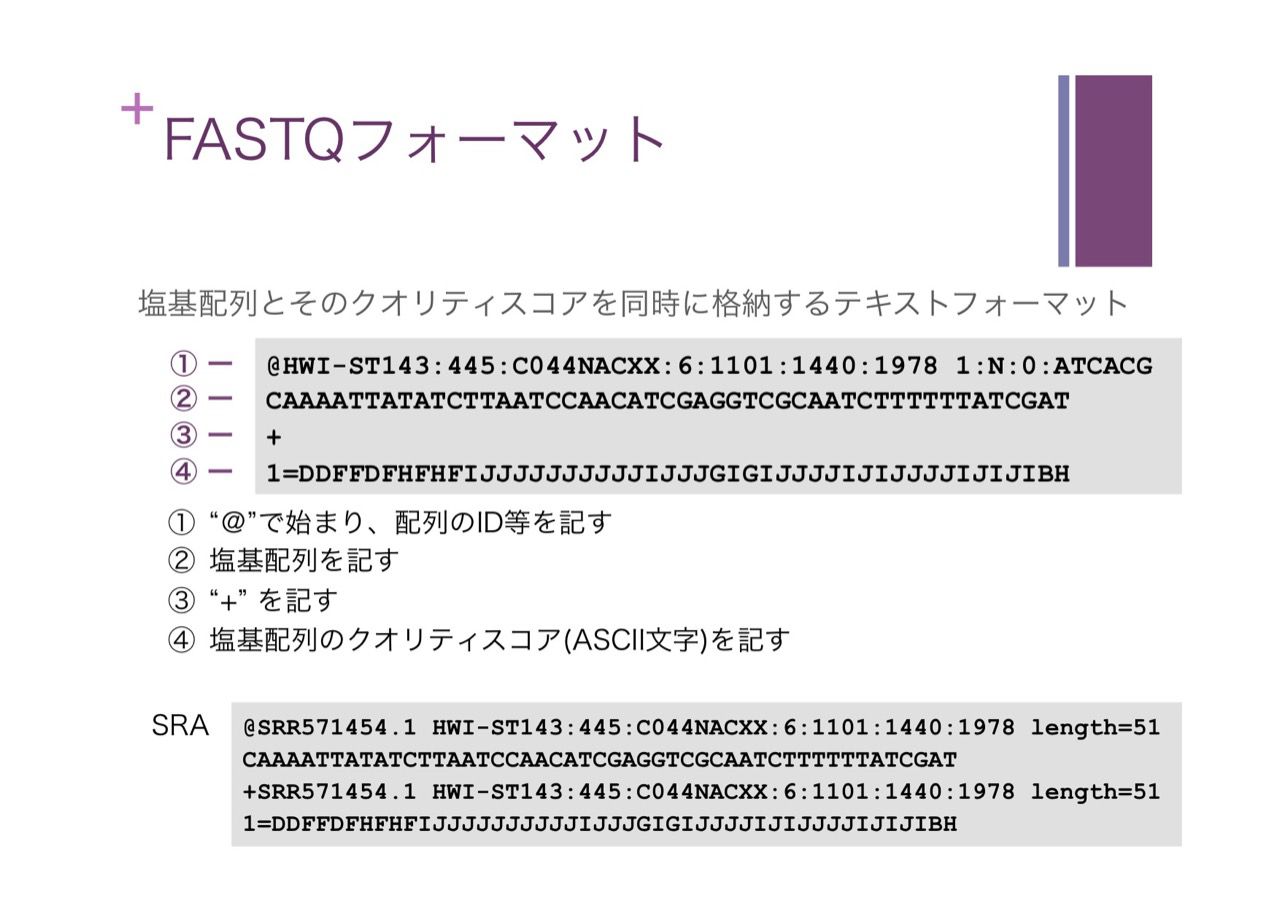 +
FASTQフォーマット
塩基配列とそのクオリティスコアを同時に格納するテキストフォーマット
① ー @HWI-ST143:445:C044NACXX:6:1101:1440:1978 1:N:0:ATCACG
② ー CAAAATTATATCTTAATCCAACATCGAGGTCGCAATCTTTTTTATCGAT
③ ー +
④ ー 1=DDFFDFHFHFIJJJJJJJJJJIJJJGIGIJJJJIJIJJJJIJIJIBH
① “@”で始まり、配列のID等を記す
② 塩基配列を記す
③ “+” を記す
④ 塩基配列のクオリティスコア(ASCII文字)を記す
SRA
@SRR571454.1 HWI-ST143:445:C044NACXX:6:1101:1440:1978 length=51
CAAAATTATATCTTAATCCAACATCGAGGTCGCAATCTTTTTTATCGAT
+SRR571454.1 HWI-ST143:445:C044NACXX:6:1101:1440:1978 length=51
1=DDFFDFHFHFIJJJJJJJJJJIJJJGIGIJJJJIJIJJJJIJIJIBH